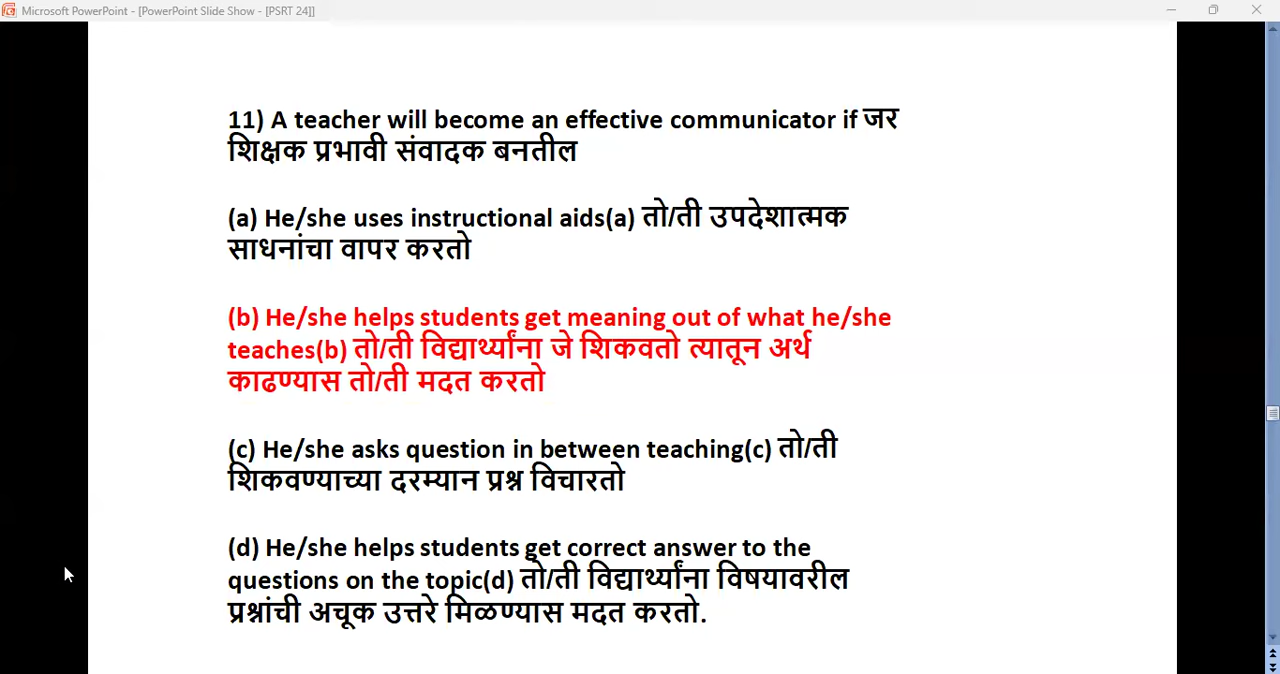 Microsoft PowerPoint - [PowerPoint Slide Show - [PSRT 24]]
11) A teacher will become an effective communicator if जर
शिक्षक प्रभावी संवादक बनतील
(a) He/she uses instructional aids(a) तो/ती उपदेशात्मक
साधनांचा वापर करतो
(b) He/she helps students get meaning out of what he/she
teaches(b) तो/ती विद्यार्थ्यांना जे शिकवतो त्यातून अर्थ
काढण्यास तो/ती मदत करतो
(c) He/she asks question in between teaching(c) तो/ती
शिकवण्याच्या दरम्यान प्रश्न विचारतो
(d) He/she helps students get correct answer to the
questions on the topic(d) तो/ती विद्यार्थ्यांना विषयावरील
प्रश्नांची अचूक उत्तरे मिळण्यास मदत करतो.